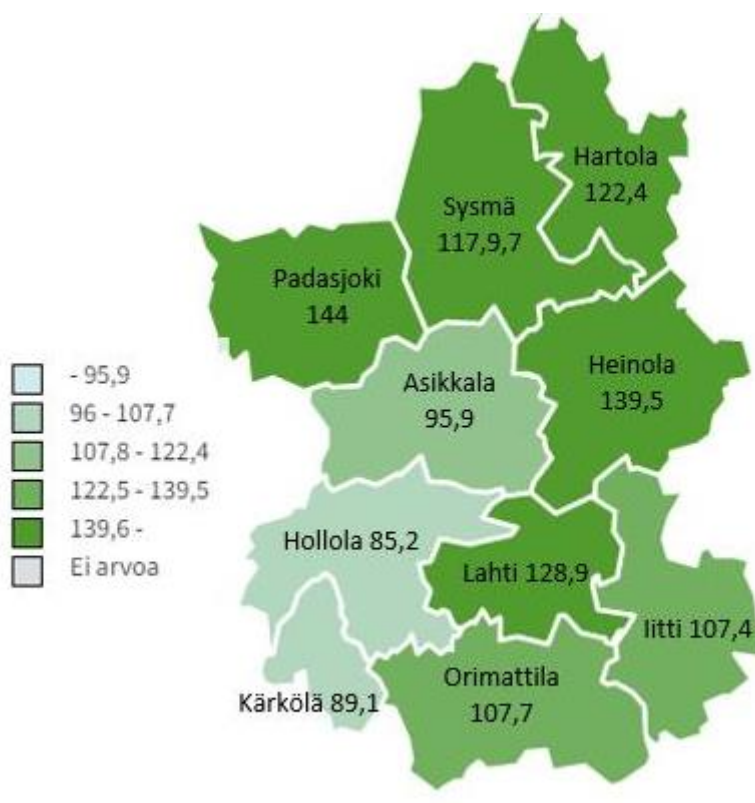 Hartola
122,4
Sysmä
117,9,7
Padasjoki
144
Heinola
139,5
Asikkala
95,9
- 95,9
96 - 107,7
107,8 - 122,4
122,5 - 139,5
139,6 -
Ei arvoa
Hollola 85,2
Lahti 128,9
Iitti 107,4
Orimattila
107,7
Kärkölä 89,1